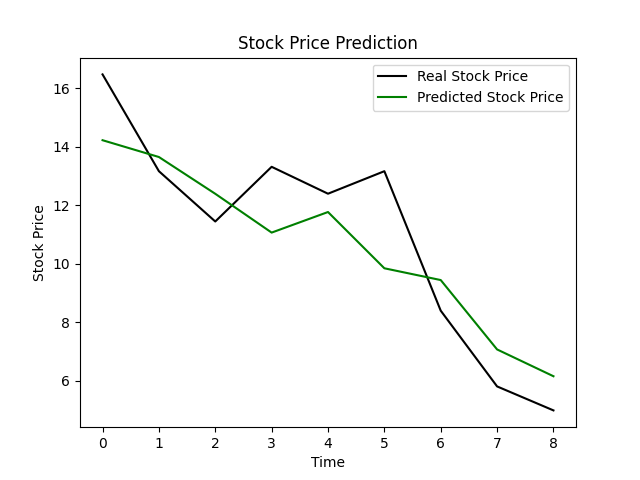 Stock Price Prediction
Real Stock Price
Predicted Stock Price
Stock Price
16
14
12
10
8
6
0 1 2 3 4 5 6 7 8
Time